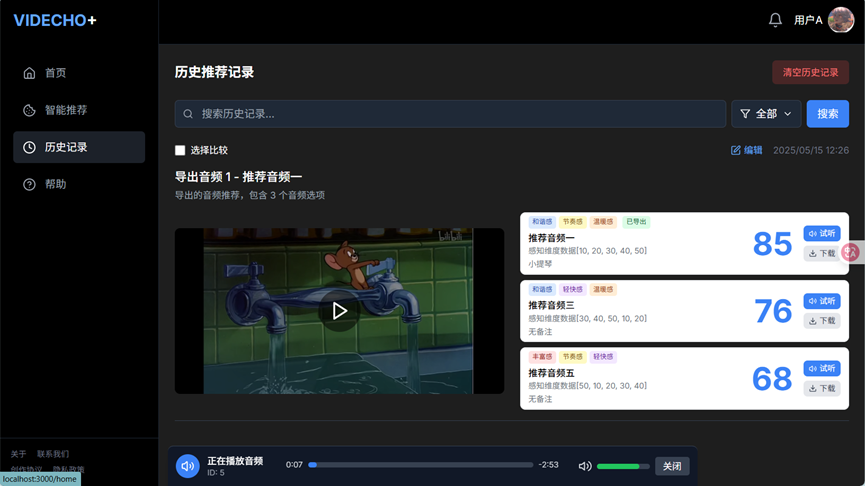 VIDECHO+
用户A
首页
智能推荐
历史记录
帮助
历史推荐记录
清空历史记录
搜索历史记录...
全部
搜索
选择比较
编辑
2025/05/15 12:26
导出音频 1 - 推荐音频一
导出的音频推荐，包含 3 个音频选项
bilibili
和谐感 节奏感 温暖感 已导出
推荐音频一
感知维度数据[10, 20, 30, 40, 50]
小提琴
85
试听
下载
和谐感 轻快感 温暖感
推荐音频三
感知维度数据[30, 40, 50, 10, 20]
无备注
76
试听
下载
丰富感 节奏感 轻快感
推荐音频五
感知维度数据[50, 10, 20, 30, 40]
无备注
68
试听
下载
关于 联系我们
创作协议 隐私政策
localhost:3000/home
正在播放音频
ID: 5
0:07
-2:53
关闭